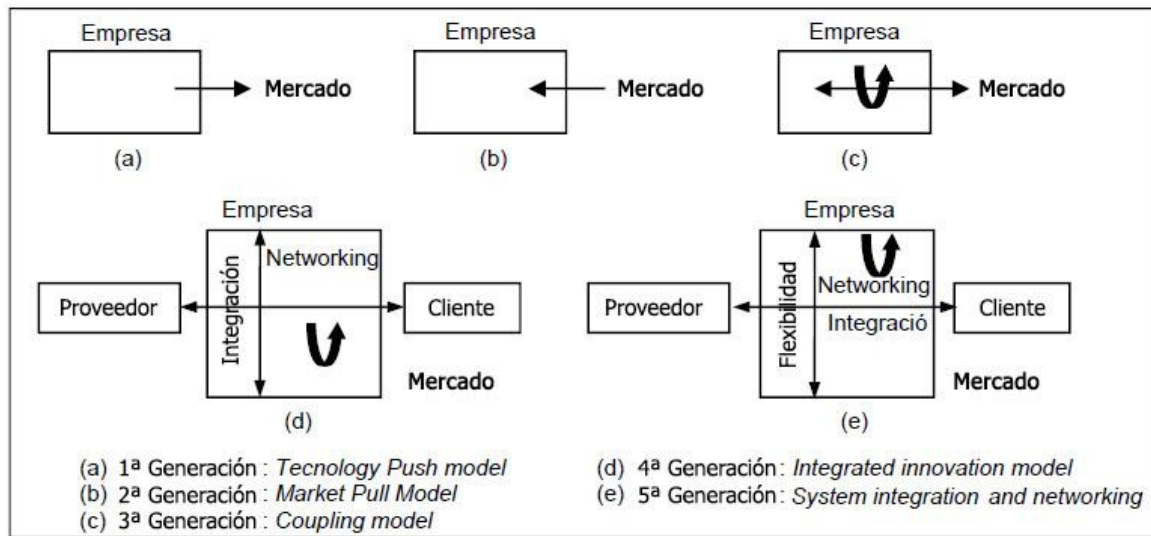 Empresa
Mercado
(a)
Empresa
Mercado
(b)
Empresa
Mercado
(c)
Empresa
Proveedor
Integración
Networking
Cliente
Mercado
(d)
Empresa
Proveedor
Flexibilidad
Networking
Integració
Cliente
Mercado
(e)
(a) 1ª Generación : Tecnology Push model
(b) 2ª Generación : Market Pull Model
(c) 3ª Generación : Coupling model
(d) 4ª Generación : Integrated innovation model
(e) 5ª Generación : System integration and networking